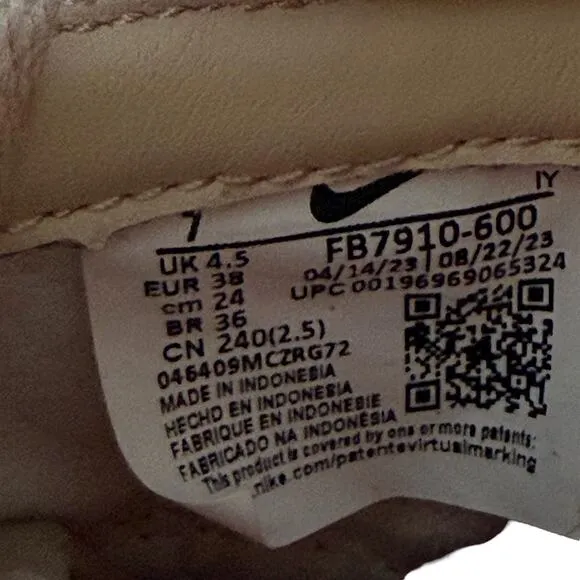 IY
7 FB7910-600
UK 4.5 04/14/23 | 08/22/23
EUR 38 UPC 00196969065324
cm 24
BR 36
CN 240(2.5)
046409MCZRG72
MADE IN INDONESIA
HECHO EN INDONESIA
FABRIQUE EN INDONESIE
FABRICADO NA INDONESIA
This product is covered by one or more patents:
nike.com/patentsvirtualmarking